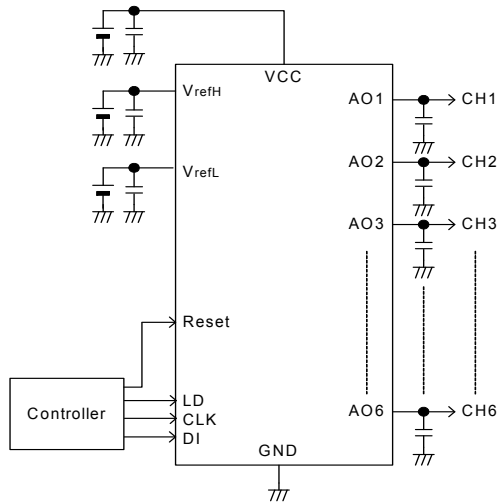 VCC
VrefH
AO1
CH1
AO2
CH2
VrefL
AO3
CH3
Reset
Controller
LD
CLK
DI
AO6
CH6
GND